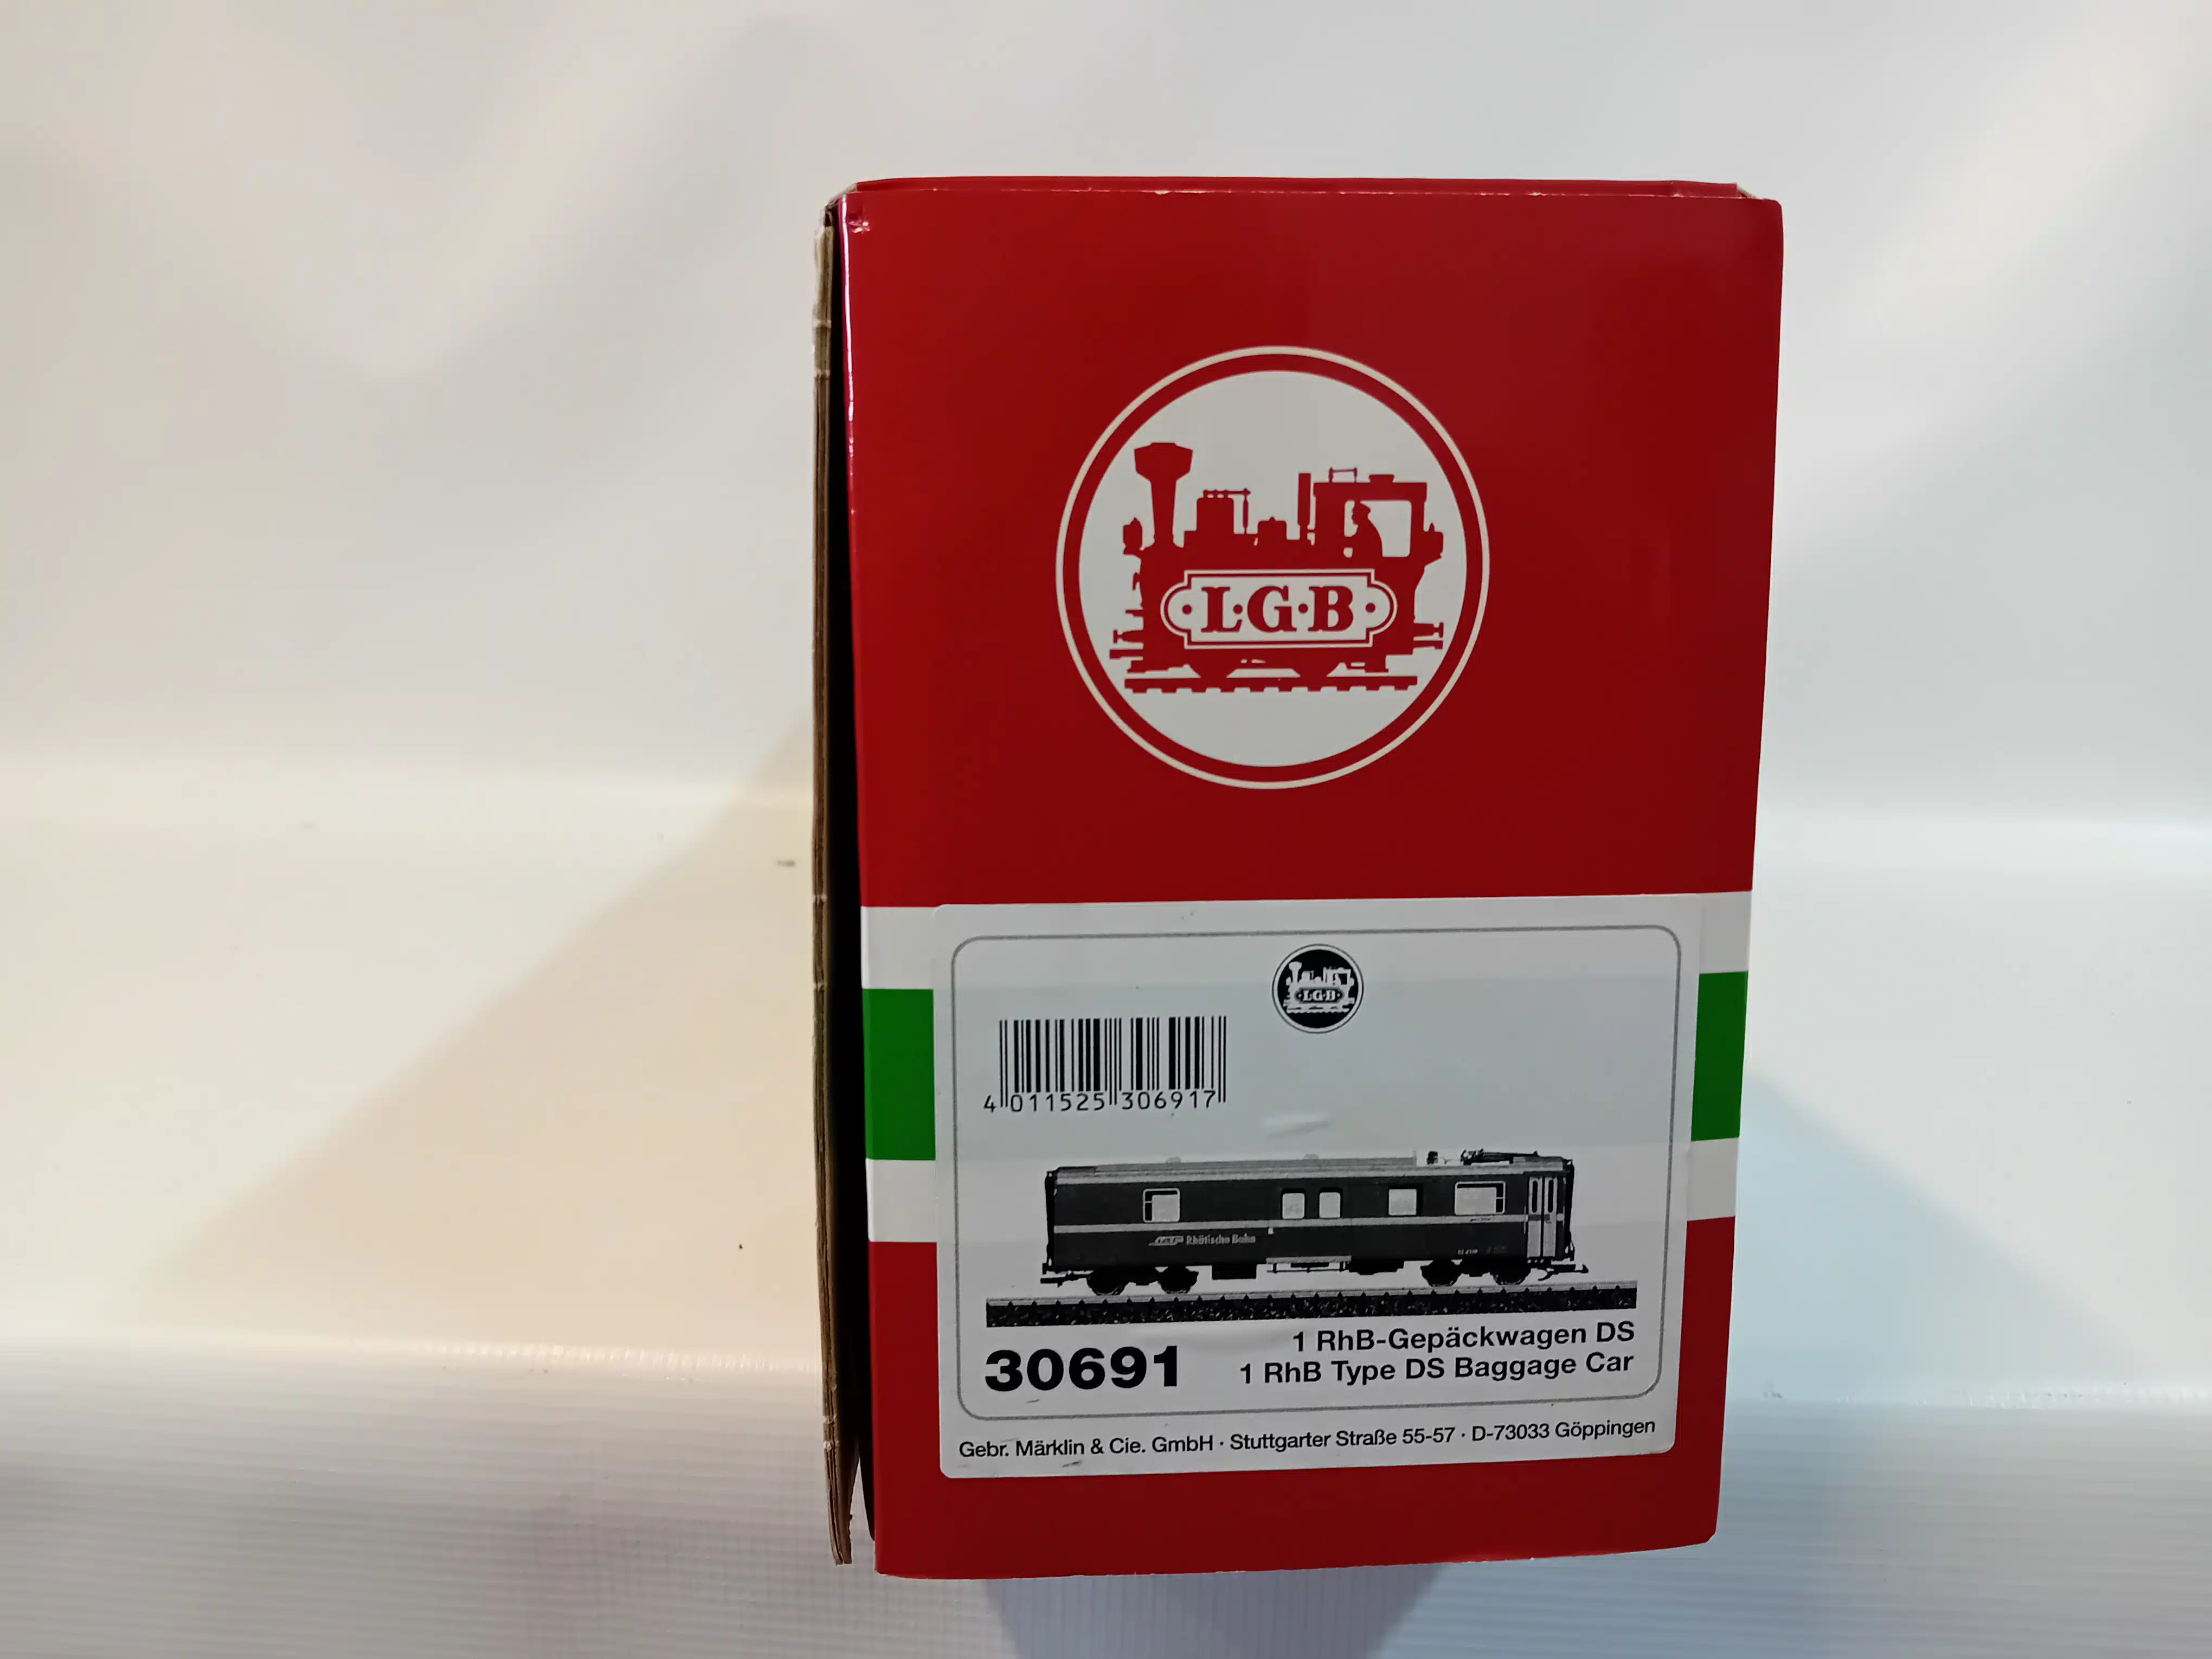 L·G·B
L·G·B
4 011525 306917
Rhätische Bahn
1 RhB-Gepäckwagen DS
30691
1 RhB Type DS Baggage Car
Gebr. Märklin & Cie. GmbH · Stuttgarter Straße 55-57 · D-73033 Göppingen